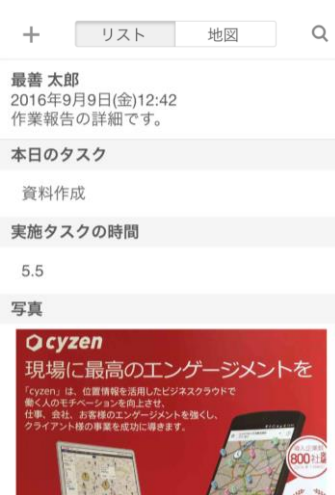 リスト 地図
最善 太郎
2016年9月9日(金)12:42
作業報告の詳細です。
本日のタスク
資料作成
実施タスクの時間
5.5
写真
cyzen
現場に最高のエンゲージメントを
「cyzen」は、位置情報を活用したビジネスクラウドで
働く人のモチベーションを向上させ、
仕事、会社、お客様のエンゲージメントを強くし、
クライアント様の事業を成功に導きます。
800社